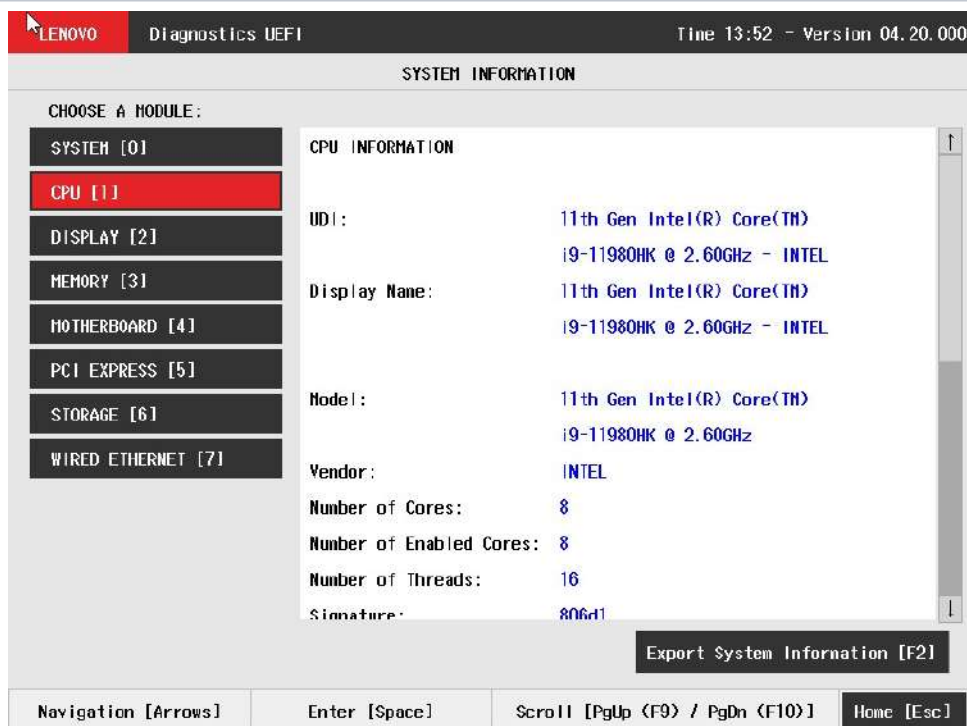 LENOVO Diagnostics UEFI Time 13:52 - Version 04.20.000
SYSTEM INFORMATION
CHOOSE A MODULE:
SYSTEM [0]
CPU [1]
DISPLAY [2]
MEMORY [3]
MOTHERBOARD [4]
PCI EXPRESS [5]
STORAGE [6]
WIRED ETHERNET [7]
CPU INFORMATION
UDI: 11th Gen Intel(R) Core(TM)
i9-11980HK @ 2.60GHz - INTEL
Display Name: 11th Gen Intel(R) Core(TM)
i9-11980HK @ 2.60GHz - INTEL
Model: 11th Gen Intel(R) Core(TM)
i9-11980HK @ 2.60GHz
Vendor: INTEL
Number of Cores: 8
Number of Enabled Cores: 8
Number of Threads: 16
Signature: 806d1
Export System Information [F2]
Navigation [Arrows] Enter [Space] Scroll [PgUp (F9) / PgDn (F10)] Home [Esc]